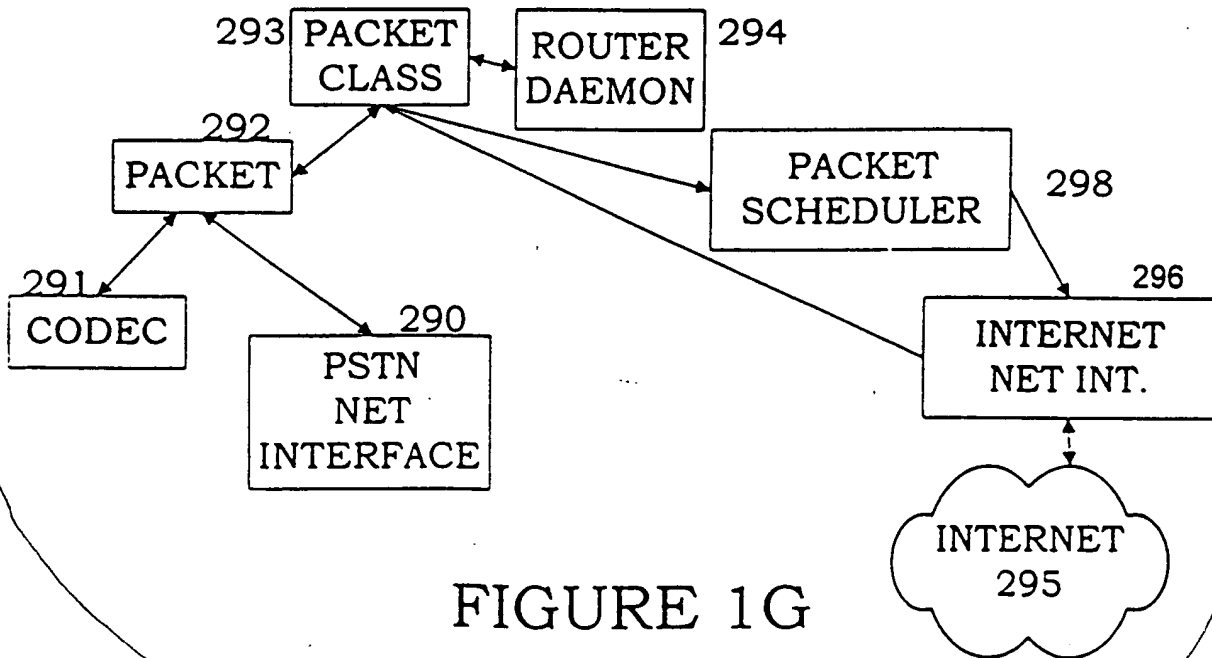 293
PACKET
CLASS
ROUTER
DAEMON
294
292
PACKET
PACKET
SCHEDULER
298
291
CODEC
290
PSTN
NET
INTERFACE
296
INTERNET
NET INT.
INTERNET
295
FIGURE 1G